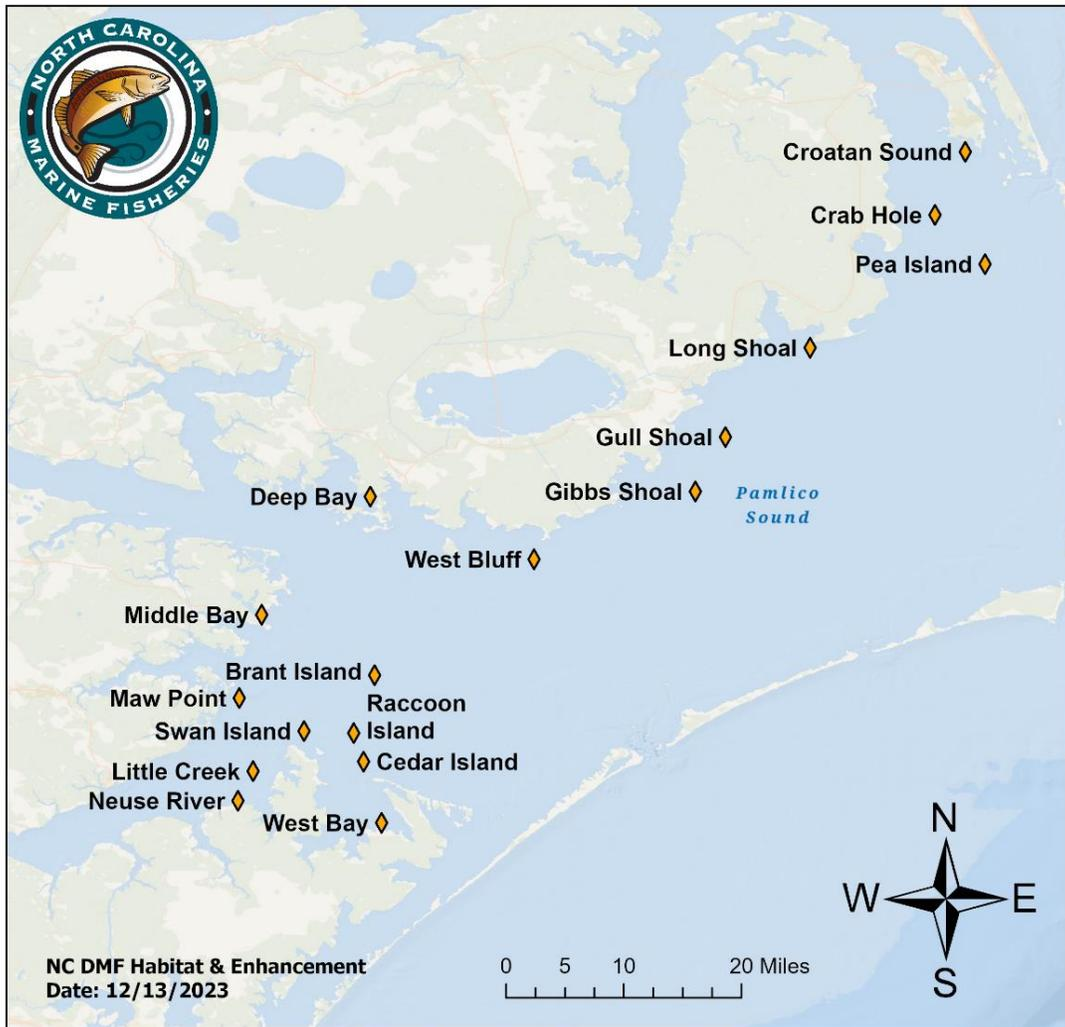 NORTH CAROLINA
MARINE FISHERIES
Croatan Sound
Crab Hole
Pea Island
Long Shoal
Gull Shoal
Deep Bay
Gibbs Shoal
Pamlico
Sound
West Bluff
Middle Bay
Brant Island
Maw Point
Raccoon
Island
Swan Island
Cedar Island
Little Creek
Neuse River
West Bay
N
W
E
S
NC DMF Habitat & Enhancement
Date: 12/13/2023
0 5 10 20 Miles